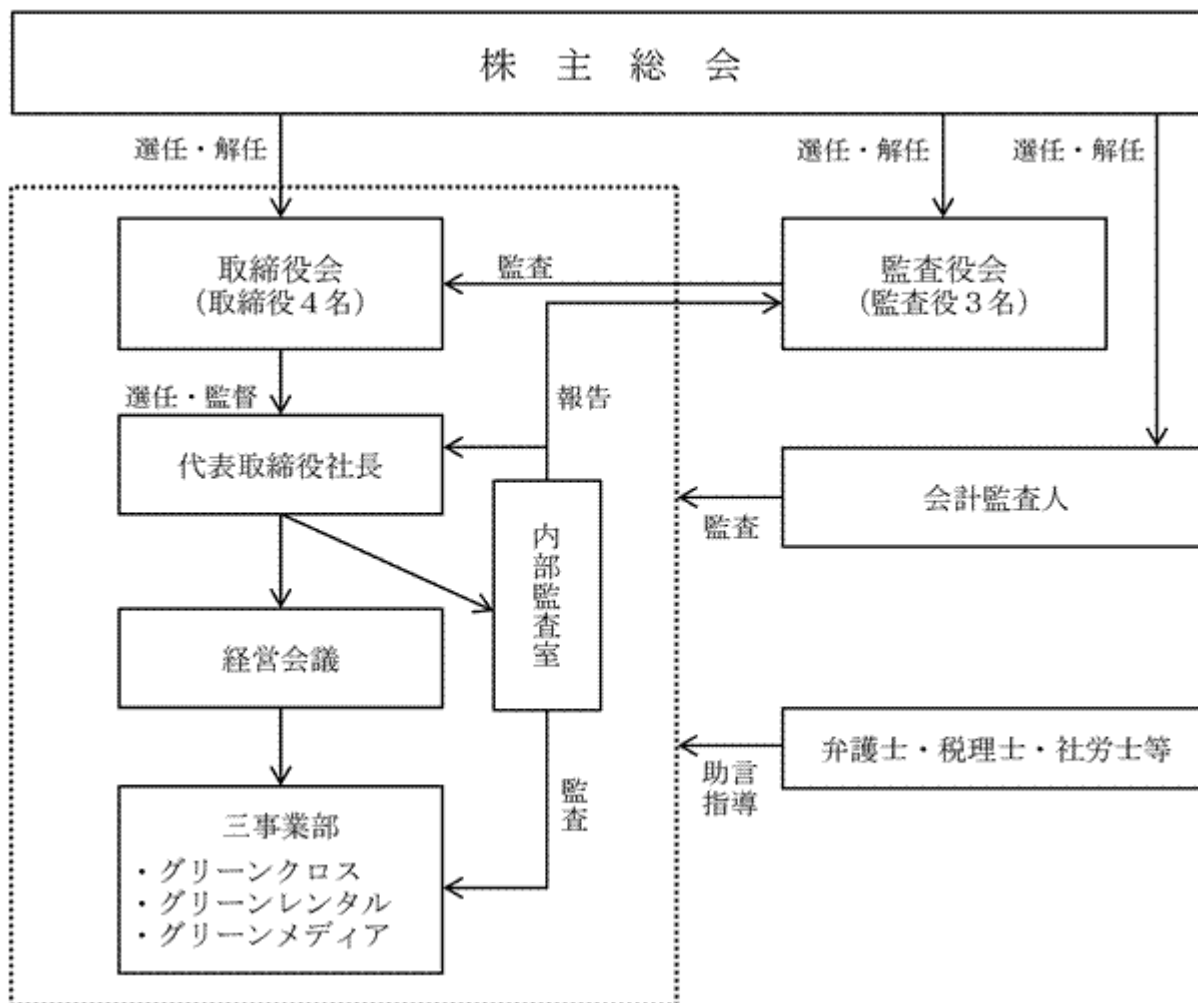 株主総会
選任・解任
選任・解任
選任・解任
取締役会
(取締役4名)
監査
監査役会
(監査役3名)
選任・監督
報告
代表取締役社長
会計監査人
監査
内部監査室
経営会議
弁護士・税理士・社労士等
助言
指導
監査
三事業部
・グリーンクロス
・グリーンレンタル
・グリーンメディア